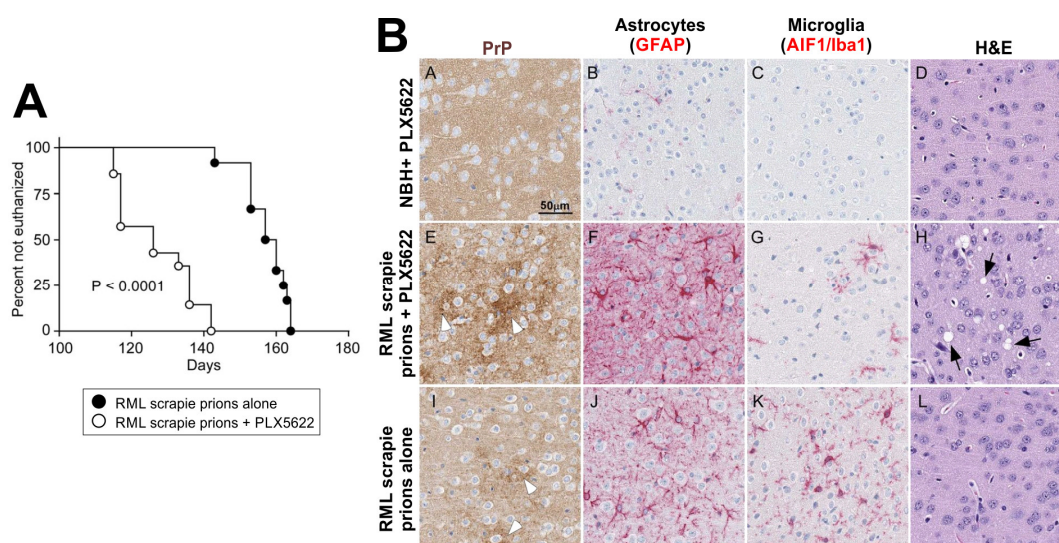 A
Percent not euthanized
100
75
50
25
0
P < 0.0001
100 120 140 160 180
Days
RML scrapie prions alone
RML scrapie prions + PLX5622
B
PrP
Astrocytes
(GFAP)
Microglia
(AIF1/Iba1)
H&E
NBH+ PLX5622
A
50μm
B
C
D
RML scrapie
prions + PLX5622
E
F
G
H
RML scrapie
prions alone
I
J
K
L